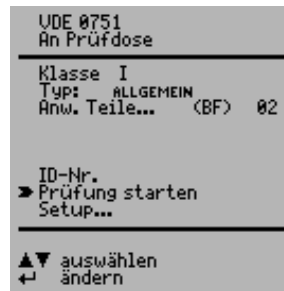 VDE 0751
An Prüfdose
Klasse I
Typ: ALLGEMEIN
Anw. Teile... (BF) 02
ID-Nr.
Prüfung starten
Setup...
▲▼ auswählen
↵ ändern